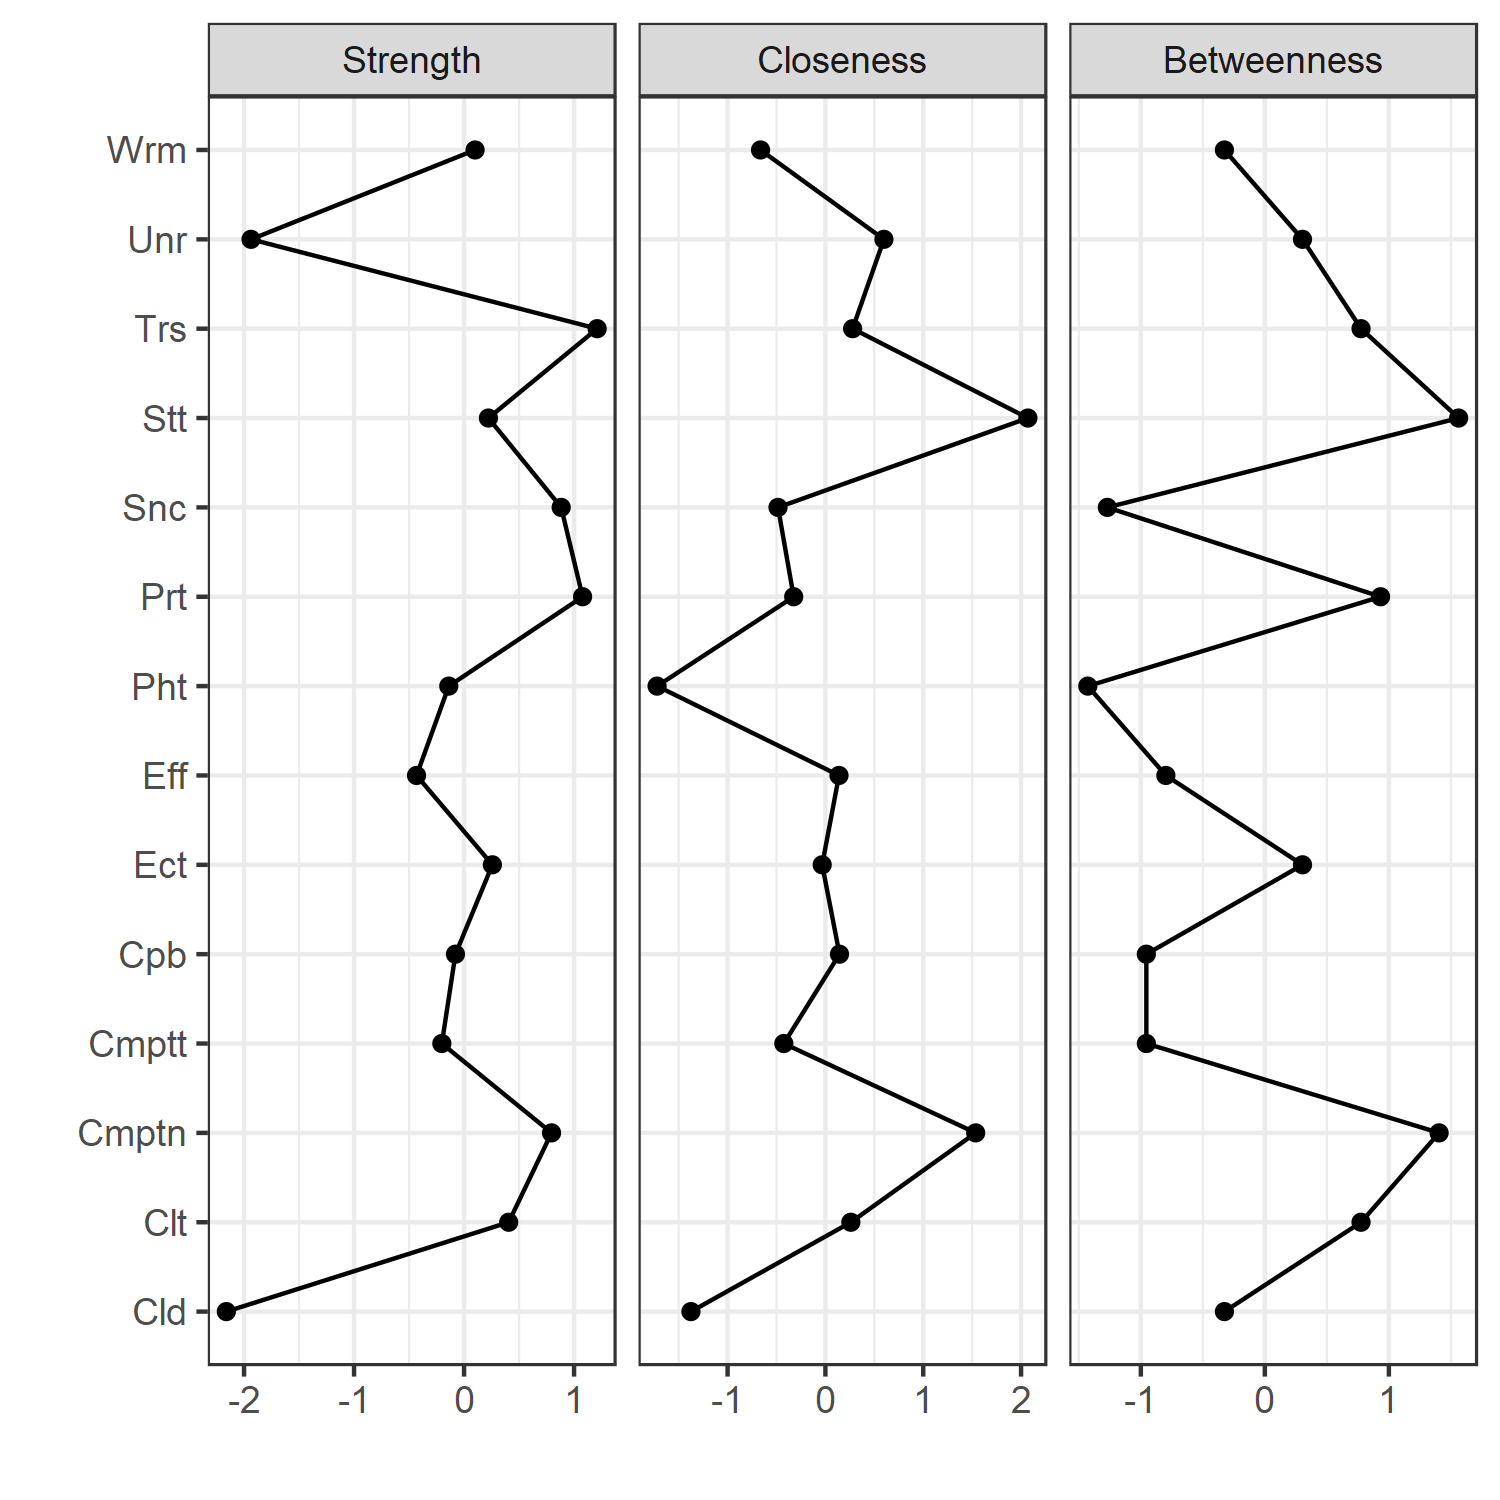 Strength Closeness Betweenness
Wrm
Unr
Trs
Stt
Snc
Prt
Pht
Eff
Ect
Cpb
Cmptt
Cmptn
Clt
Cld
-2 -1 0 1 -1 0 1 2 -1 0 1